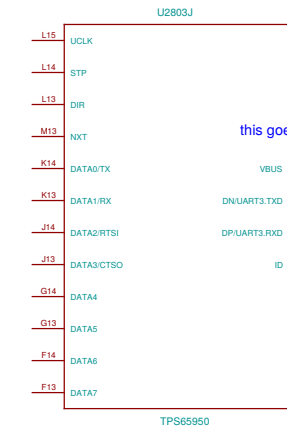 U2803J
L15 UCLK
L14 STP
L13 DIR
M13 NXT
this goe
K14 DATA0/TX VBUS
K13 DATA1/RX DN/UART3.TXD
J14 DATA2/RTSI DP/UART3.RXD
J13 DATA3/CTSO ID
G14 DATA4
G13 DATA5
F14 DATA6
F13 DATA7
TPS65950